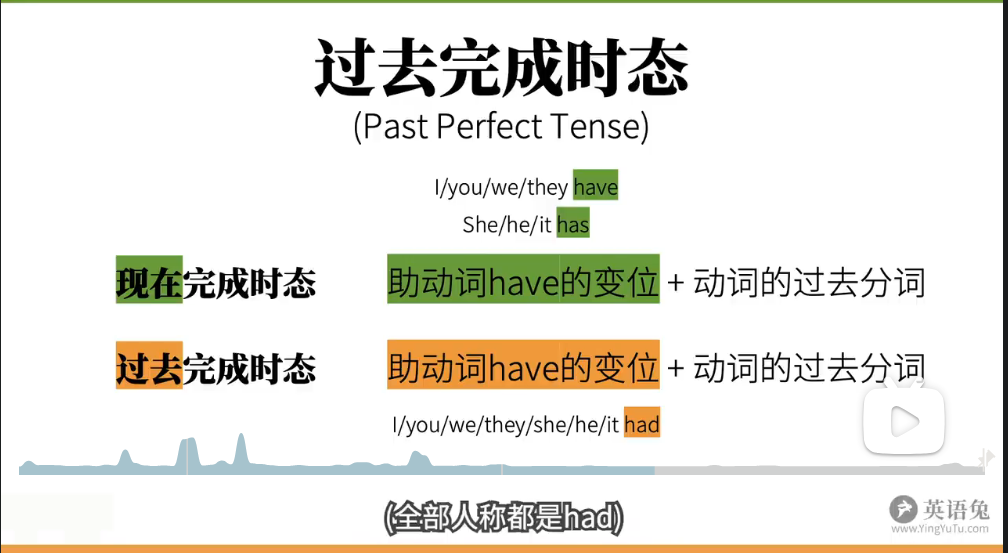 过去完成时态
(Past Perfect Tense)
I/you/we/they have
She/he/it has
现在完成时态 助动词have的变位 + 动词的过去分词
过去完成时态 助动词have的变位 + 动词的过去分词
I/you/we/they/she/he/it had
(全部人称都是had)
英语兔
www.YingYuTu.com